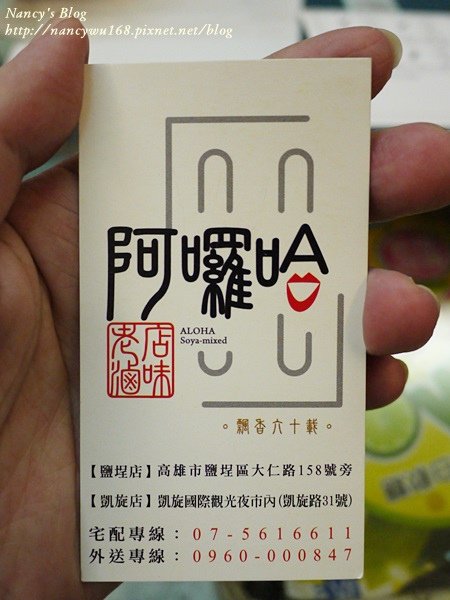 Nancy's Blog
http://nancywu168.pixnet.net/blog
阿囉哈
ALOHA
Soya-mixed
老店
滷味
。飄香六十載。
【鹽埕店】高雄市鹽埕區大仁路158號旁
【凱旋店】凱旋國際觀光夜市內(凱旋路31號)
宅配專線：07-5616611
外送專線：0960-000847